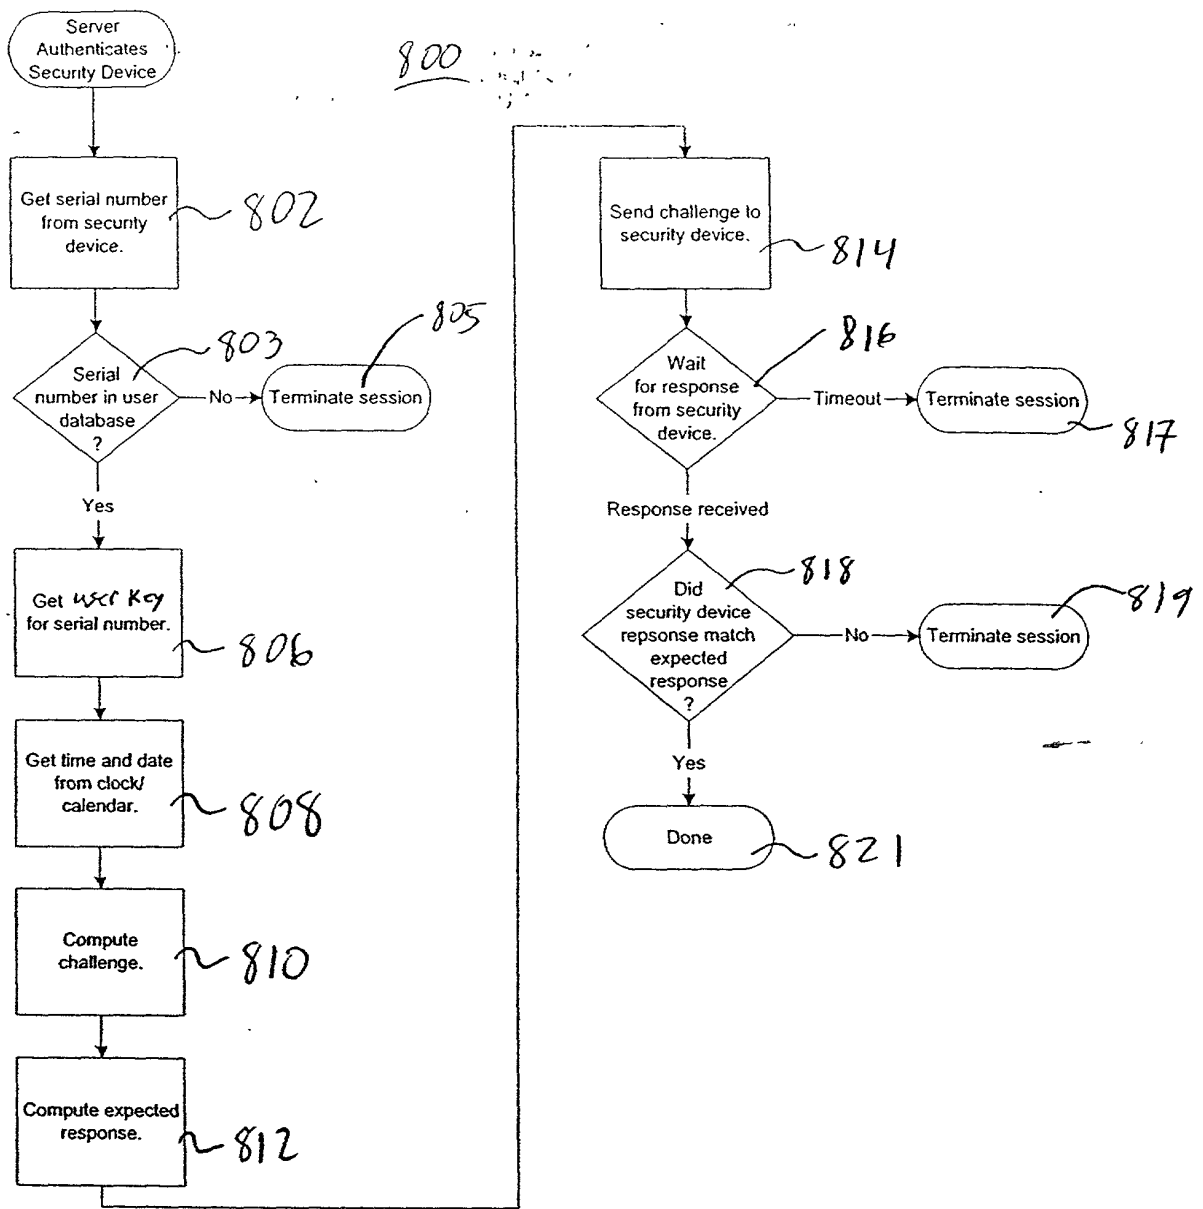 Server
Authenticates
Security Device
800
Get serial number
from security
device.
802
Serial
number in user
database
?
803
No
Terminate session
805
Yes
Get user key
for serial number.
806
Get time and date
from clock/
calendar.
808
Compute
challenge.
810
Compute expected
response.
812
Send challenge to
security device.
814
Wait
for response
from security
device.
816
Timeout
Terminate session
817
Response received
Did
security device
repsonse match
expected
response
?
818
No
Terminate session
819
Yes
Done
821